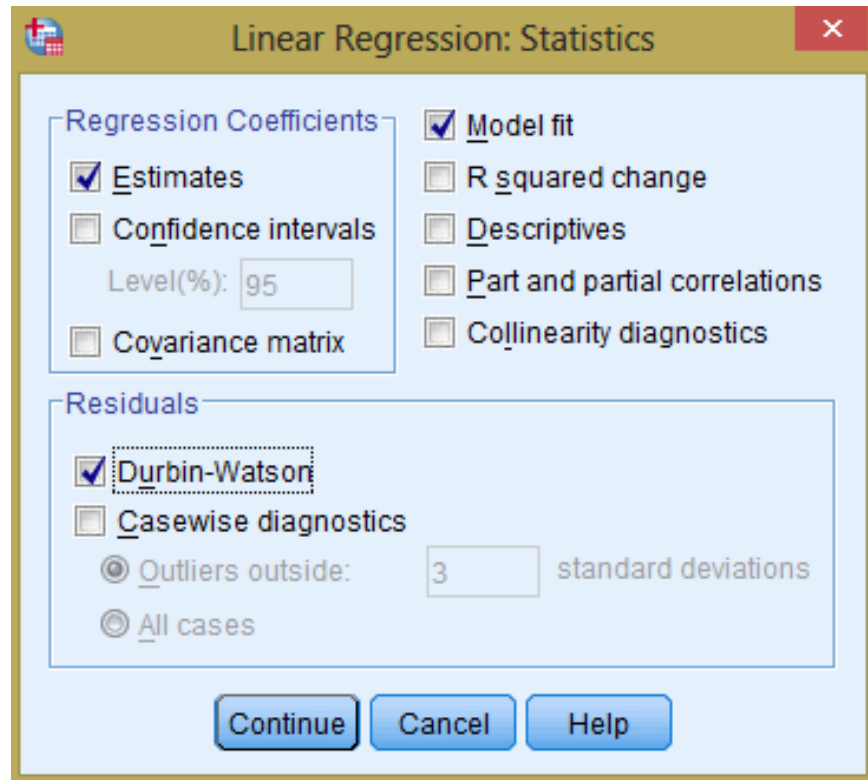 Linear Regression: Statistics
Regression Coefficients
Estimates
Confidence intervals
Level(%): 95
Covariance matrix
Model fit
R squared change
Descriptives
Part and partial correlations
Collinearity diagnostics
Residuals
Durbin-Watson
Casewise diagnostics
Outliers outside: 3 standard deviations
All cases
Continue Cancel Help